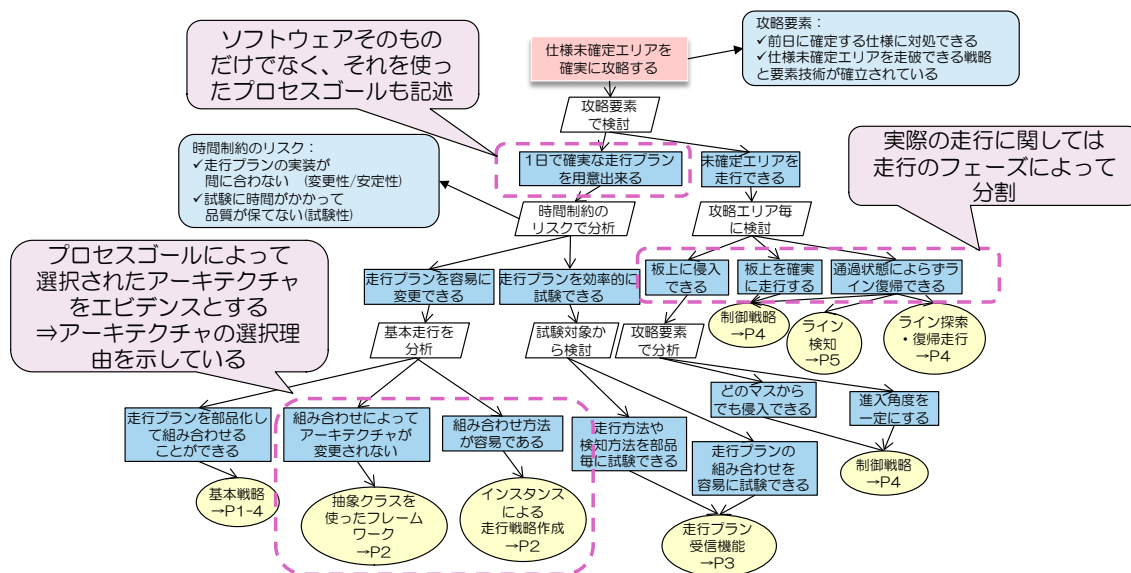 ソフトウェアそのもの
だけでなく、それを使っ
たプロセスゴールも記述
仕様未確定エリアを
確実に攻略する
攻略要素：
✓前日に確定する仕様に対処できる
✓仕様未確定エリアを走破できる戦略
と要素技術が確立されている
攻略要素
で検討
時間制約のリスク：
✓走行プランの実装が
間に合わない （変更性/安定性）
✓試験に時間がかかって
品質が保てない(試験性)
1日で確実な走行プラン
を用意出来る
未確定エリアを
走行できる
実際の走行に関しては
走行のフェーズによって
分割
時間制約の
リスクで分析
攻略エリア毎
に検討
プロセスゴールによって
選択されたアーキテクチャ
をエビデンスとする
⇒アーキテクチャの選択理
由を示している
走行プランを容易に
変更できる
走行プランを効率的に
試験できる
板上に侵入
できる
板上を確実
に走行する
通過状態によらずラ
イン復帰できる
基本走行を
分析
試験対象か
ら検討
攻略要素
で分析
制御戦略
→P4
ライン
検知
→P5
ライン探索
・復帰走行
→P4
どのマスから
でも侵入できる
進入角度を
一定にする
走行プランを部品化し
て組み合わせる
ことができる
組み合わせによって
アーキテクチャが
変更されない
組み合わせ方法
が容易である
走行方法や
検知方法を部品
毎に試験できる
走行プランの
組み合わせを
容易に試験できる
制御戦略
→P4
基本戦略
→P1-4
抽象クラスを
使ったフレーム
ワーク
→P2
インスタンス
による
走行戦略作成
→P2
走行プラン
受信機能
→P3